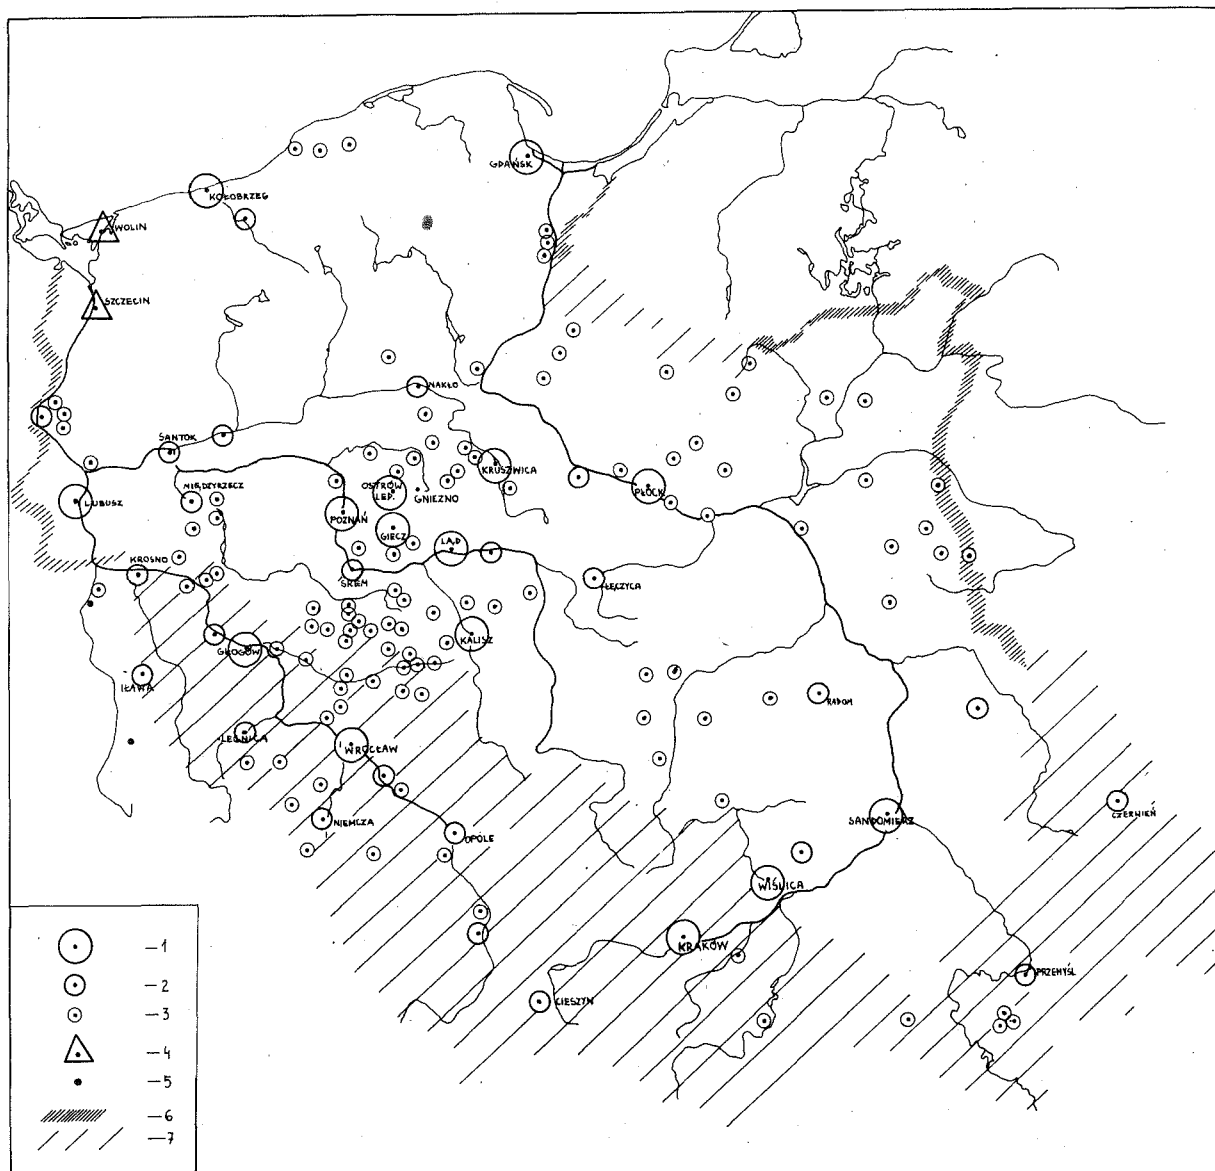 GDAŃSK
KOŁOBRZEG
WOLIN
SZCZECIN
NAKŁO
SANTOK
KRUSZWICA
MIĘDZYRZECZ
OSTRÓW
LEP.
GNIEZNO
PŁOCK
LUBUSZ
POZNAŃ
GIECZ
LĄD
KROSNO
ŚREM
ŁĘCZYCA
KALISZ
GŁOGÓW
IŁAWA
RADOM
LEGNICA
WROCŁAW
CZERWIEŃ
SANDOMIERZ
NIEMCZA
OPOLE
WIŚLICA
KRAKÓW
PRZEMYŚL
CIESZYN
—1
—2
—3
—4
—5
—6
—7